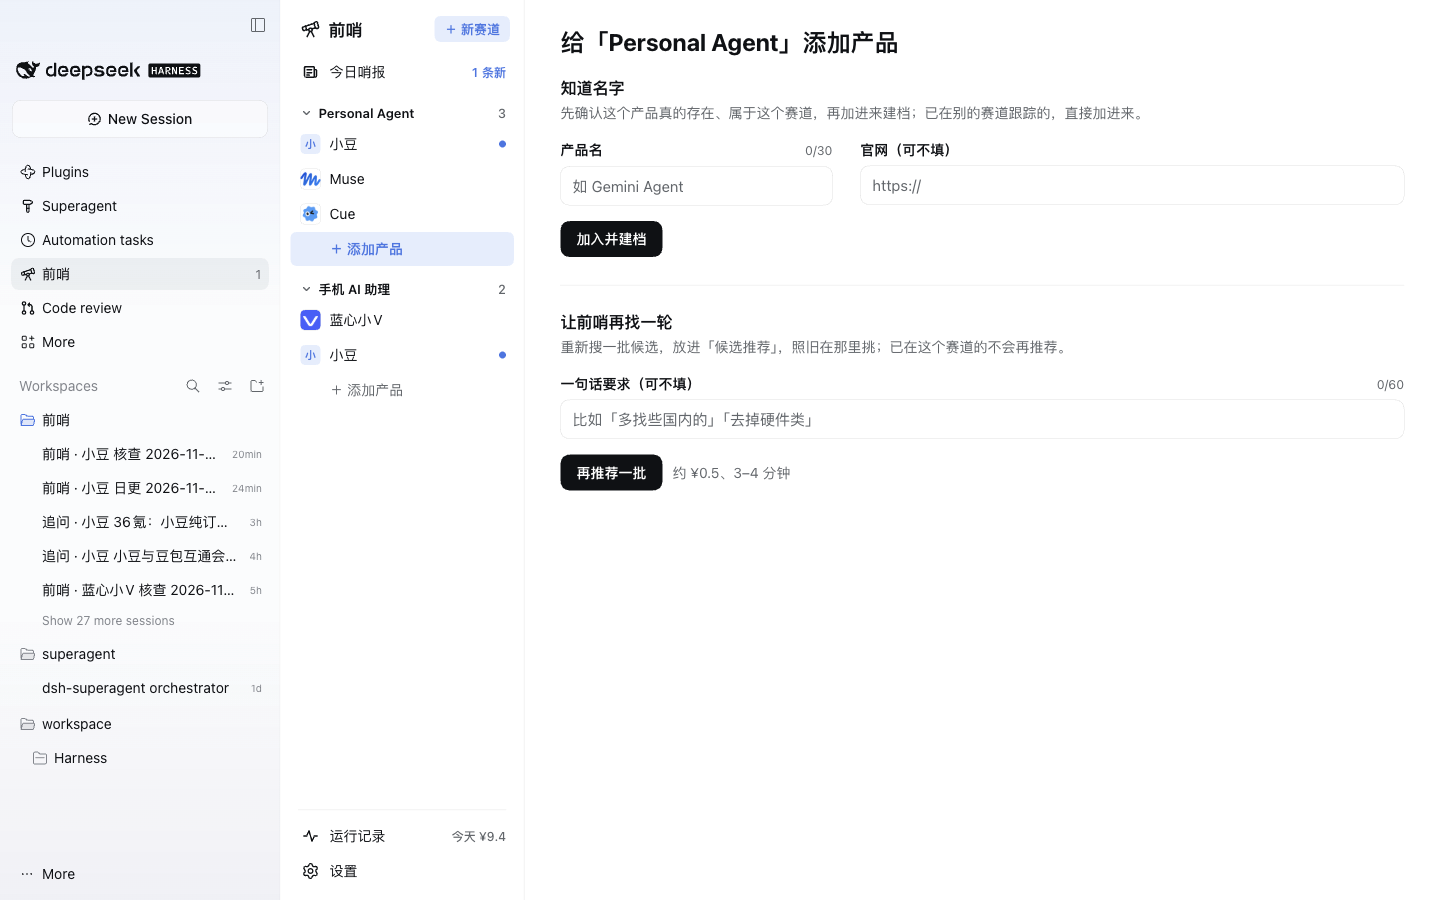 deepseek HARNESS
New Session
Plugins
Superagent
Automation tasks
前哨 1
Code review
More
Workspaces
前哨
前哨 · 小豆 核查 2026-11-... 20min
前哨 · 小豆 日更 2026-11-... 24min
追问 · 小豆 36氪：小豆纯订... 3h
追问 · 小豆 小豆与豆包互通会... 4h
前哨 · 蓝心小V 核查 2026-11... 5h
Show 27 more sessions
superagent
dsh-superagent orchestrator 1d
workspace
Harness
More
前哨
+ 新赛道
今日哨报 1 条新
Personal Agent 3
小 小豆
Muse
Cue
+ 添加产品
手机 AI 助理 2
蓝心小V
小 小豆
+ 添加产品
运行记录 今天 ¥9.4
设置
给「Personal Agent」添加产品
知道名字
先确认这个产品真的存在、属于这个赛道，再加进来建档；已在别的赛道跟踪的，直接加进来。
产品名 0/30 官网（可不填）
如 Gemini Agent https://
加入并建档
让前哨再找一轮
重新搜一批候选，放进「候选推荐」，照旧在那里挑；已在这个赛道的不会再推荐。
一句话要求（可不填） 0/60
比如「多找些国内的」「去掉硬件类」
再推荐一批 约 ¥0.5、3–4 分钟